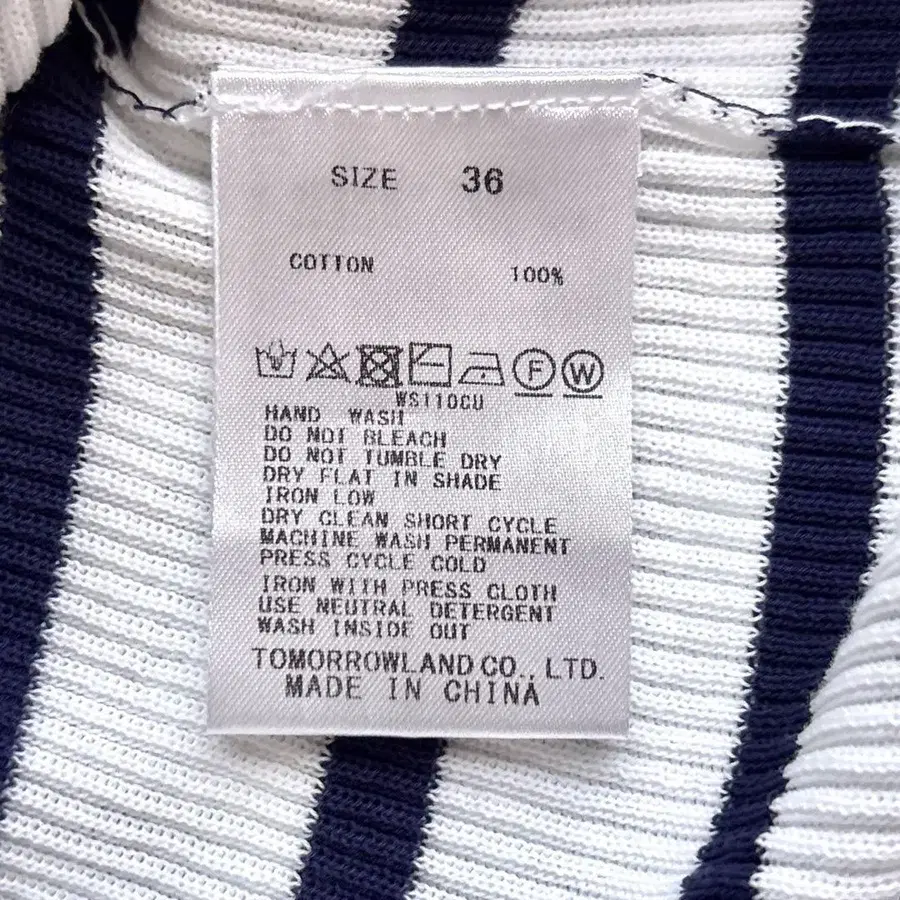 SIZE 36
COTTON 100%
F W
WS110CU
HAND WASH
DO NOT BLEACH
DO NOT TUMBLE DRY
DRY FLAT IN SHADE
IRON LOW
DRY CLEAN SHORT CYCLE
MACHINE WASH PERMANENT
PRESS CYCLE COLD
IRON WITH PRESS CLOTH
USE NEUTRAL DETERGENT
WASH INSIDE OUT
TOMORROWLAND CO., LTD.
MADE IN CHINA